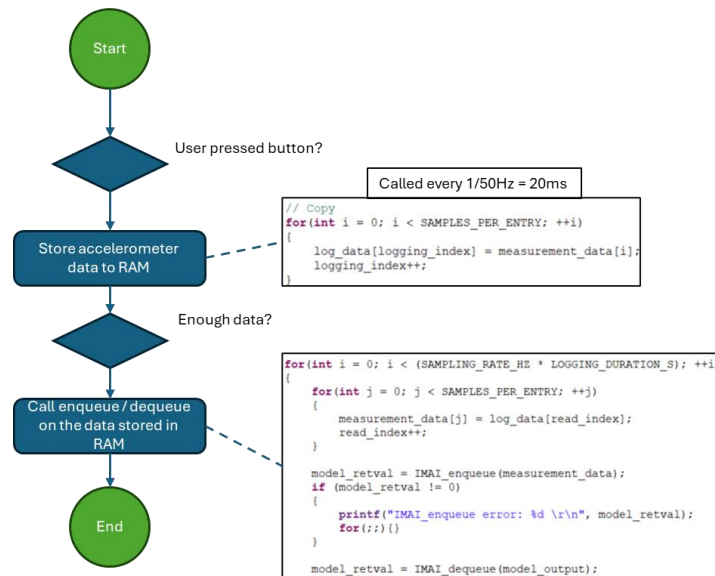 Start
User pressed button?
Called every 1/50Hz = 20ms
Store accelerometer
data to RAM
// Copy
for(int i = 0; i < SAMPLES_PER_ENTRY; ++i)
{
log_data[logging_index] = measurement_data[i];
logging_index++;
}
Enough data?
Call enqueue / dequeue
on the data stored in
RAM
for(int i = 0; i < (SAMPLING_RATE_HZ * LOGGING_DURATION_S); ++i
{
for(int j = 0; j < SAMPLES_PER_ENTRY; ++j)
{
measurement_data[j] = log_data[read_index];
read_index++;
}
model_retval = IMAI_enqueue(measurement_data);
if (model_retval != 0)
{
printf("IMAI_enqueue error: %d \r\n", model_retval);
for(;;){}
}
model_retval = IMAI_dequeue(model_output);
End